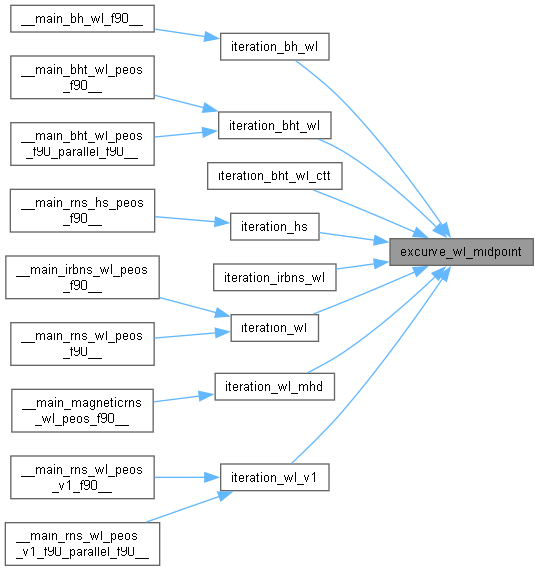 __main_bh_wl_f90__
iteration_bh_wl
__main_bht_wl_peos
_f90__
iteration_bht_wl
__main_bht_wl_peos
_f90_parallel_f90__
iteration_bht_wl_ctt
__main_rns_hs_peos
_f90__
iteration_hs
excurve_wl_midpoint
__main_irbns_wl_peos
_f90__
iteration_irbns_wl
iteration_wl
__main_rns_wl_peos
_f90__
iteration_wl_mhd
__main_magneticrns
_wl_peos_f90__
__main_rns_wl_peos
_v1_f90__
iteration_wl_v1
__main_rns_wl_peos
_v1_f90_parallel_f90__